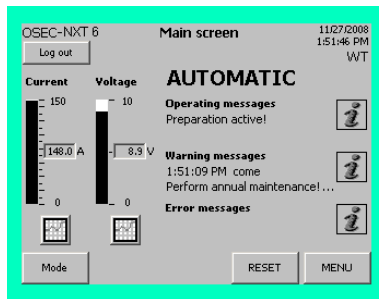 OSEC-NXT 6
Main screen
11/27/2008
1:51:46 PM
Log out
WT
Current
Voltage
AUTOMATIC
150
10
Operating messages
Preparation active!
148.0 A
8.9 V
Warning messages
1:51:09 PM come
Perform annual maintenance! ...
0
0
Error messages
Mode
RESET
MENU